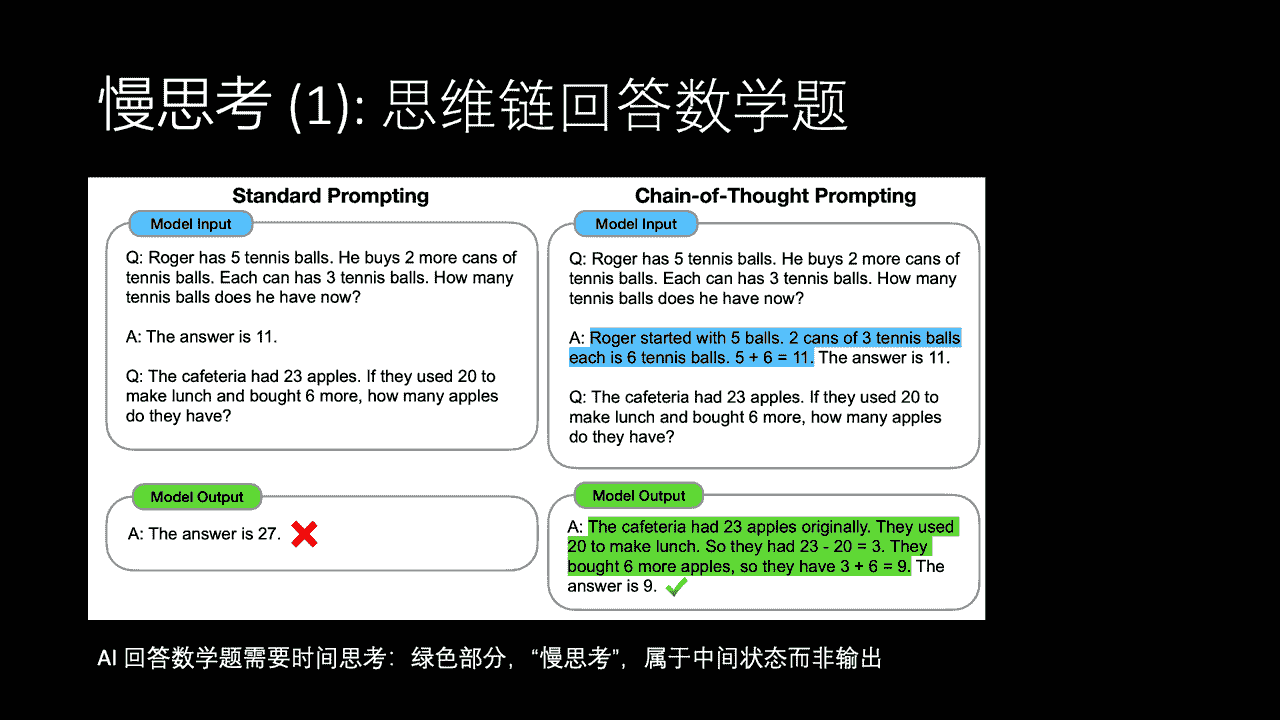 慢思考 (1): 思维链回答数学题
Standard Prompting
Model Input
Q: Roger has 5 tennis balls. He buys 2 more cans of
tennis balls. Each can has 3 tennis balls. How many
tennis balls does he have now?
A: The answer is 11.
Q: The cafeteria had 23 apples. If they used 20 to
make lunch and bought 6 more, how many apples
do they have?
Model Output
A: The answer is 27.
Chain-of-Thought Prompting
Model Input
Q: Roger has 5 tennis balls. He buys 2 more cans of
tennis balls. Each can has 3 tennis balls. How many
tennis balls does he have now?
A: Roger started with 5 balls. 2 cans of 3 tennis balls
each is 6 tennis balls. 5 + 6 = 11. The answer is 11.
Q: The cafeteria had 23 apples. If they used 20 to
make lunch and bought 6 more, how many apples
do they have?
Model Output
A: The cafeteria had 23 apples originally. They used
20 to make lunch. So they had 23 - 20 = 3. They
bought 6 more apples, so they have 3 + 6 = 9. The
answer is 9.
AI 回答数学题需要时间思考：绿色部分，“慢思考”，属于中间状态而非输出